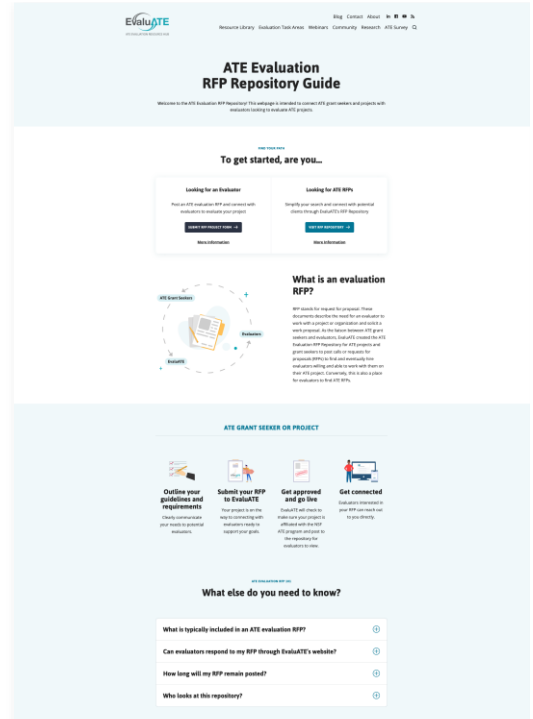 EvaluATE
ATE EVALUATION RESOURCE HUB
Blog Contact About
Resource Library Evaluation Task Areas Webinars Community Research ATE Survey
ATE Evaluation
RFP Repository Guide
Welcome to the ATE Evaluation RFP Repository! This webpage is intended to connect ATE grant seekers and projects with
evaluators looking to evaluate ATE projects.
FIND YOUR PATH
To get started, are you...
Looking for an Evaluator
Post an ATE evaluation RFP and connect with
evaluators to evaluate your project
SUBMIT RFP PROJECT FORM
More Information
Looking for ATE RFPs
Simplify your search and connect with potential
clients through EvaluATE's RFP Repository
VISIT RFP REPOSITORY
More Information
ATE Grant Seekers
Evaluators
EvaluATE
What is an evaluation
RFP?
RFP stands for request for proposal. These
documents describe the need for an evaluator to
work with a project or organization and solicit a
work proposal. As the liaison between ATE grant
seekers and evaluators, EvaluATE created the ATE
Evaluation RFP Repository for ATE projects and
grant seekers to post calls or requests for
proposals (RFPs) to find and eventually hire
evaluators willing and able to work with them on
their ATE project. Conversely, this is also a place
for evaluators to find ATE RFPs.
ATE GRANT SEEKER OR PROJECT
Outline your
guidelines and
requirements
Clearly communicate
your needs to potential
evaluators.
Submit your RFP
to EvaluATE
Your project is on the
way to connecting with
evaluators ready to
support your goals.
Get approved
and go live
EvaluATE will check to
make sure your project is
affiliated with the NSF
ATE program and post to
the repository for
evaluators to view.
Get connected
Evaluators interested in
your RFP can reach out
to you directly.
ATE EVALUATION RFP 101
What else do you need to know?
What is typically included in an ATE evaluation RFP?
Can evaluators respond to my RFP through EvaluATE's website?
How long will my RFP remain posted?
Who looks at this repository?